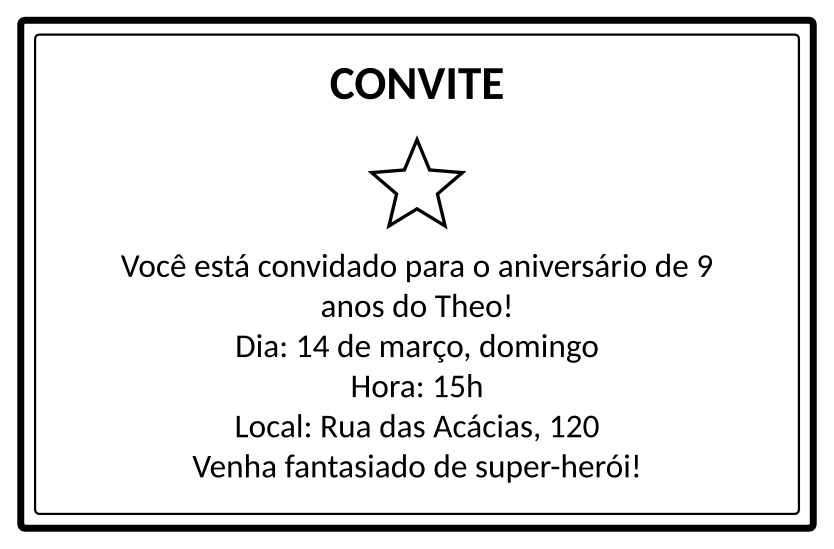 CONVITE
Você está convidado para o aniversário de 9
anos do Theo!
Dia: 14 de março, domingo
Hora: 15h
Local: Rua das Acácias, 120
Venha fantasiado de super-herói!